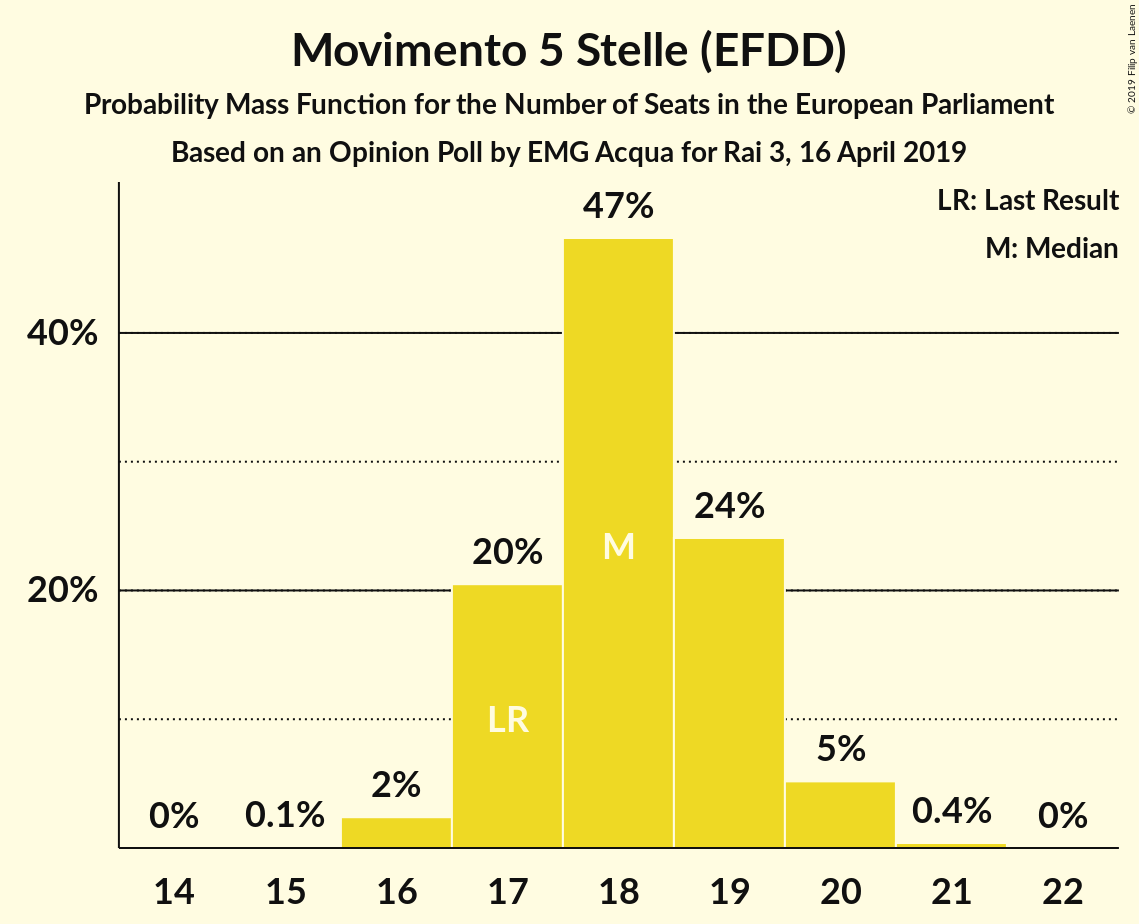 Movimento 5 Stelle (EFDD)
Probability Mass Function for the Number of Seats in the European Parliament
Based on an Opinion Poll by EMG Acqua for Rai 3, 16 April 2019
© 2019 Filip van Laenen
LR: Last Result
M: Median
47%
40%
24%
20%
M
20%
LR
5%
2%
0%
0.1%
0.4%
0%
14 15 16 17 18 19 20 21 22